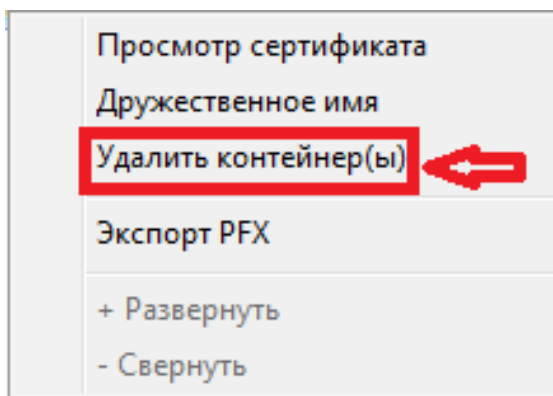 Просмотр сертификата
Дружественное имя
Удалить контейнер(ы)
Экспорт PFX
+ Развернуть
- Свернуть